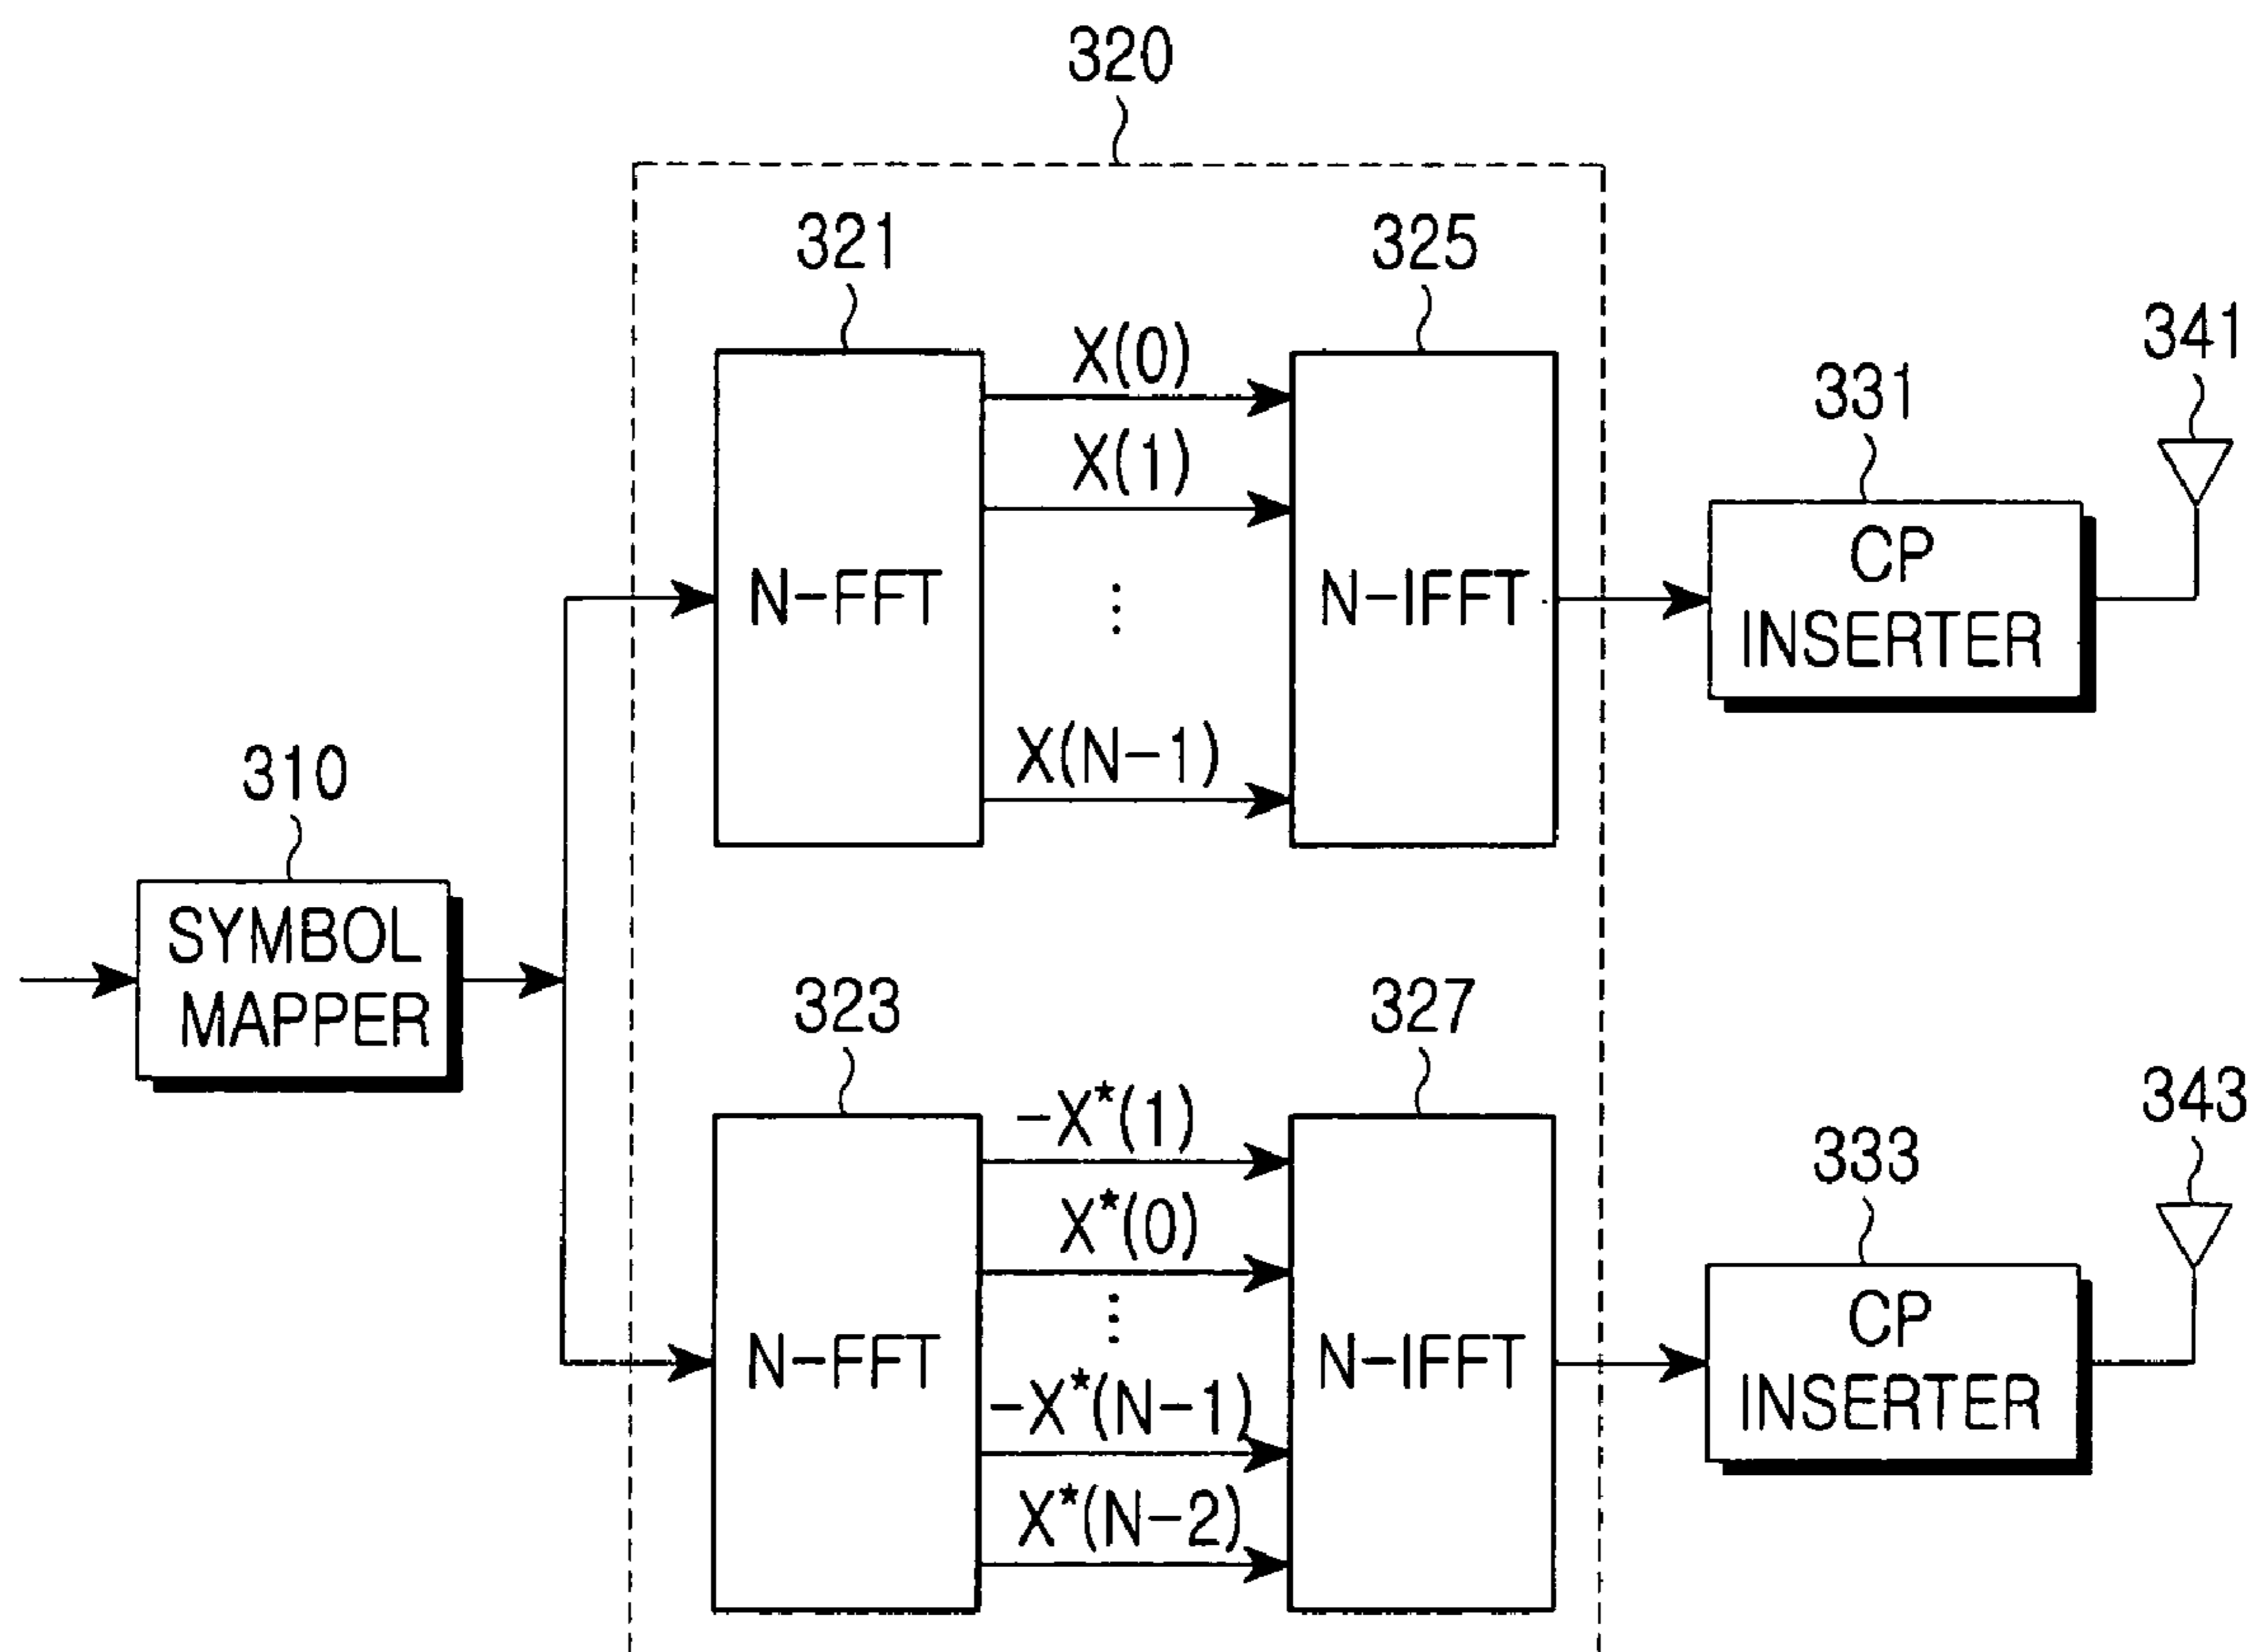 320
321
325
341
X(0)
331
X(1)
N-FFT
⋮
N-IFFT
CP
INSERTER
X(N-1)
310
SYMBOL
MAPPER
323
327
343
-X*(1)
333
X*(0)
N-FFT
⋮
N-IFFT
CP
INSERTER
-X*(N-1)
X*(N-2)